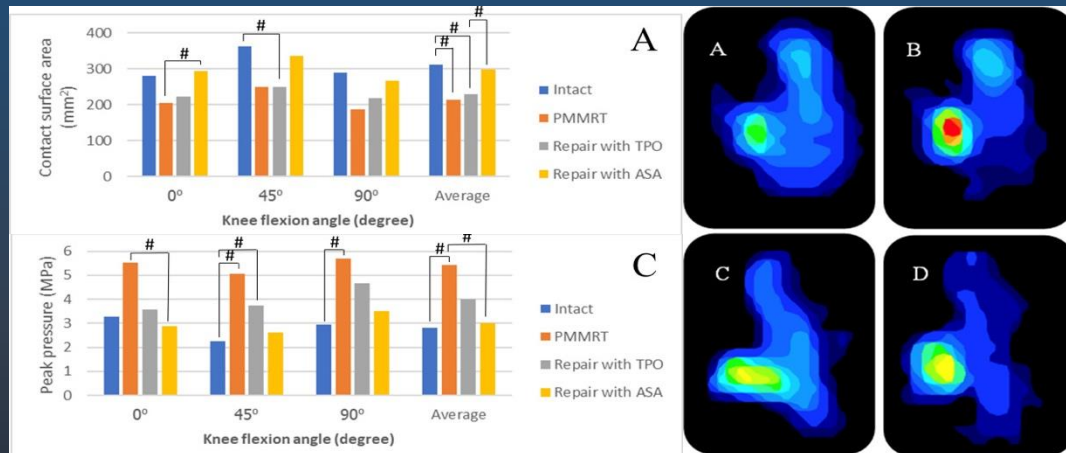 A
Contact surface area
(mm²)
400
300
200
100
0
#
#
#
#
#
#
0°
45°
90°
Average
Knee flexion angle (degree)
Intact
PMMRT
Repair with TPO
Repair with ASA
C
Peak pressure (MPa)
6
5
4
3
2
1
0
#
#
#
#
#
#
0°
45°
90°
Average
Knee flexion angle (degree)
Intact
PMMRT
Repair with TPO
Repair with ASA
A
B
C
D